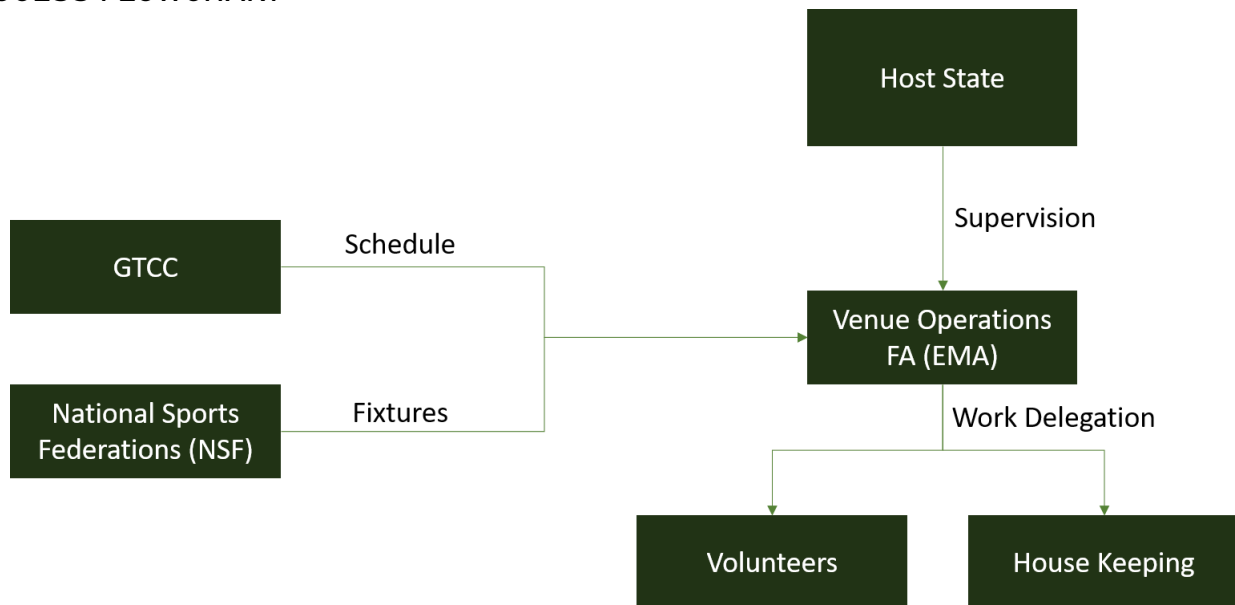 Host State
Supervision
GTCC
Schedule
Venue Operations
FA (EMA)
National Sports
Federations (NSF)
Fixtures
Work Delegation
Volunteers
House Keeping